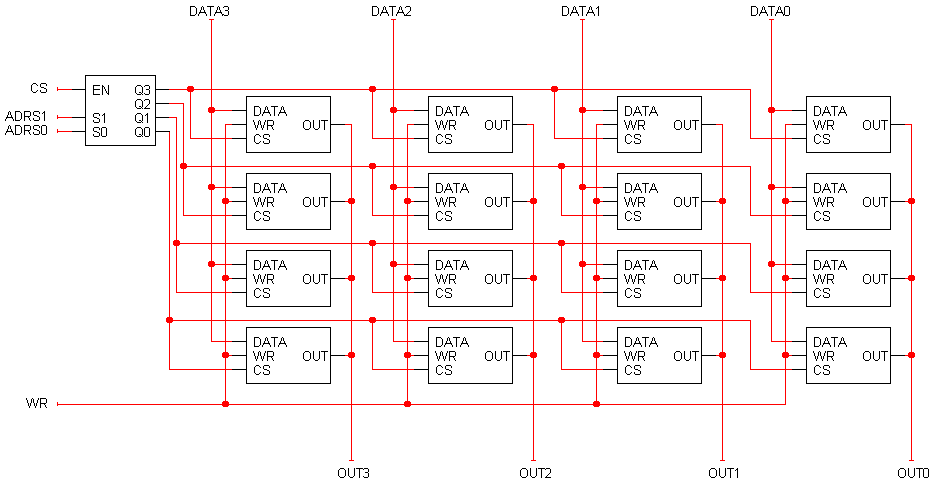 DATA3 DATA2 DATA1 DATA0
CS EN Q3
Q2
ADRS1 S1 Q1
ADRS0 S0 Q0
DATA DATA DATA DATA
WR OUT WR OUT WR OUT WR OUT
CS CS CS CS
DATA DATA DATA DATA
WR OUT WR OUT WR OUT WR OUT
CS CS CS CS
DATA DATA DATA DATA
WR OUT WR OUT WR OUT WR OUT
CS CS CS CS
DATA DATA DATA DATA
WR OUT WR OUT WR OUT WR OUT
CS CS CS CS
WR
OUT3 OUT2 OUT1 OUT0